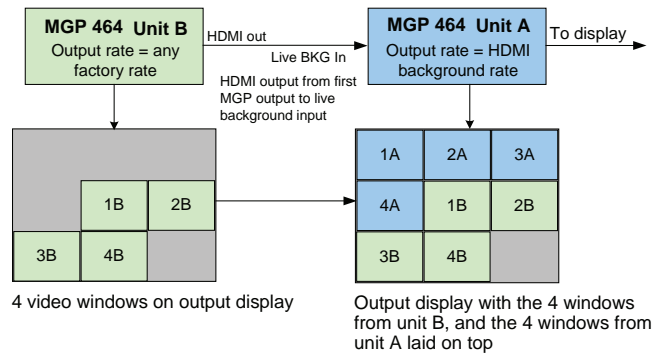 MGP 464 Unit B
Output rate = any
factory rate
HDMI out
Live BKG In
HDMI output from first
MGP output to live
background input
MGP 464 Unit A
Output rate = HDMI
background rate
To display
1B
2B
3B
4B
1A
2A
3A
4A
1B
2B
3B
4B
4 video windows on output display
Output display with the 4 windows
from unit B, and the 4 windows from
unit A laid on top